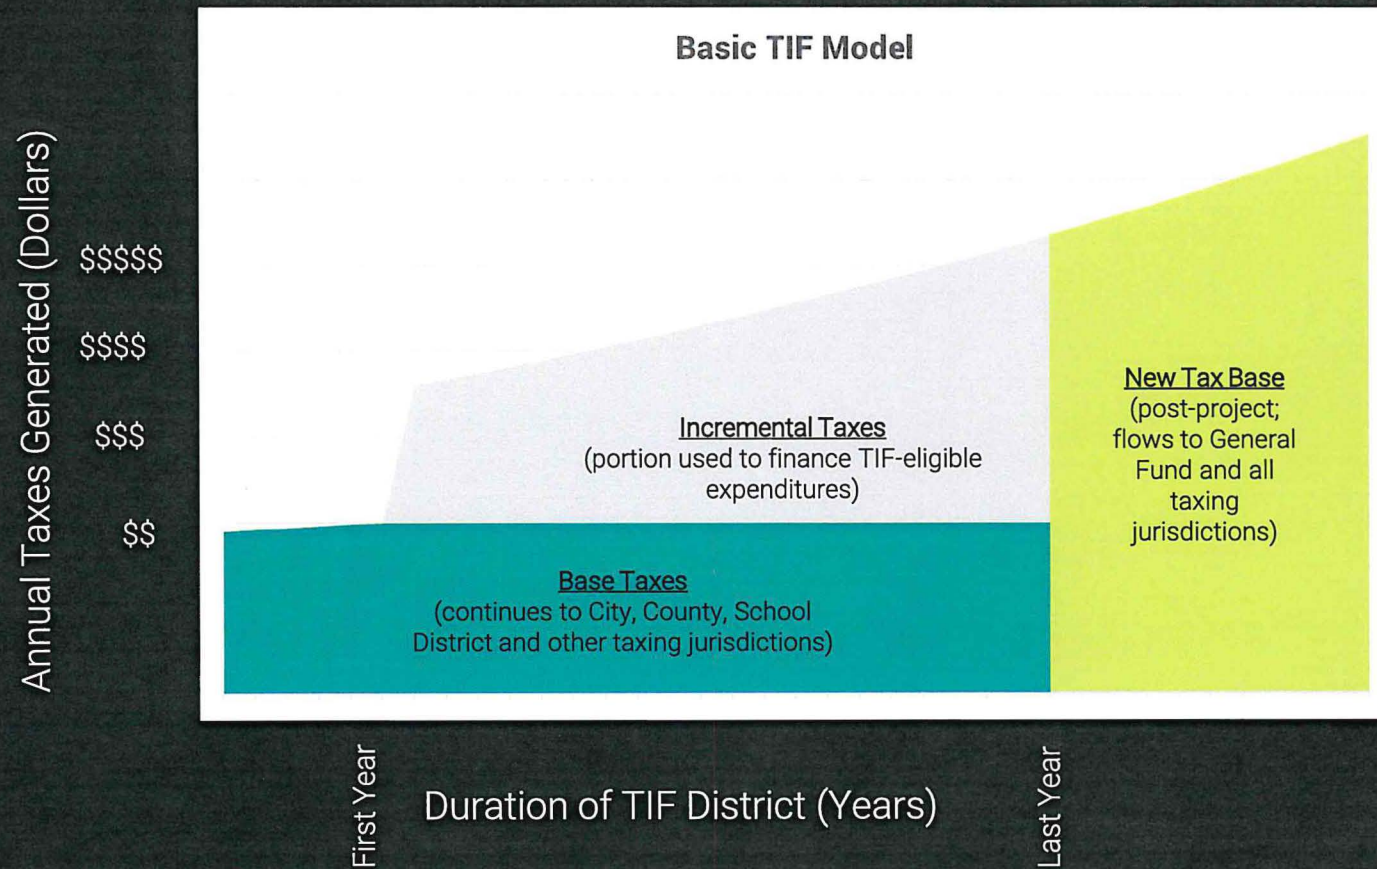 Basic TIF Model
Annual Taxes Generated (Dollars)
$$$$$
$$$$
$$$
$$
Incremental Taxes
(portion used to finance TIF-eligible
expenditures)
Base Taxes
(continues to City, County, School
District and other taxing jurisdictions)
New Tax Base
(post-project;
flows to General
Fund and all
taxing
jurisdictions)
First Year
Duration of TIF District (Years)
Last Year